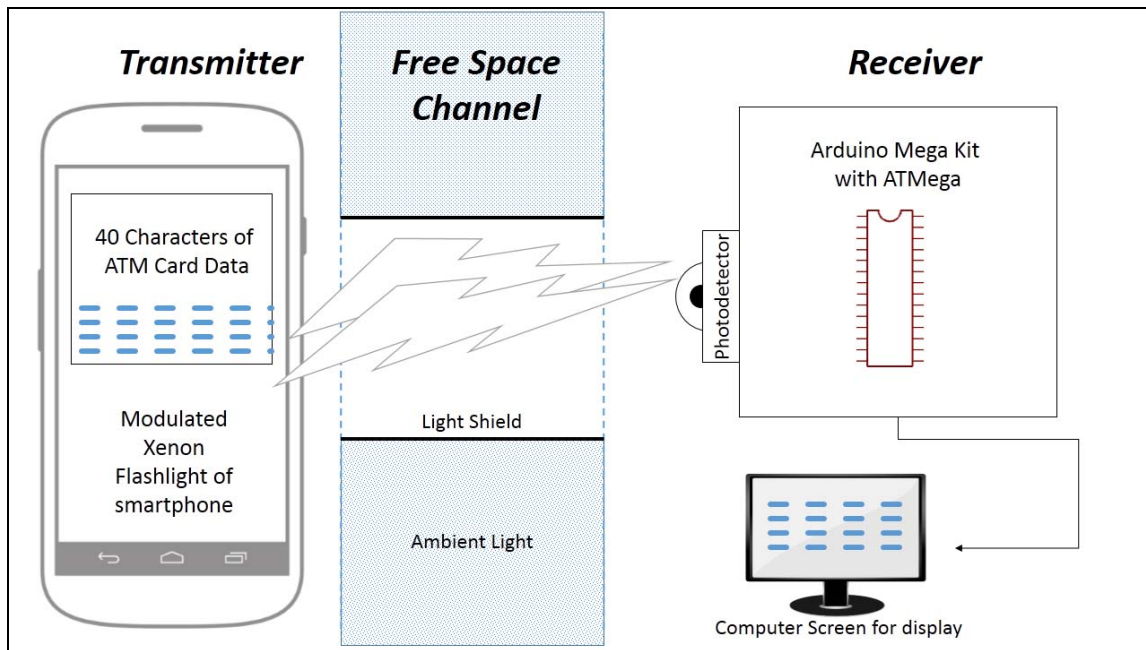 Transmitter
Free Space
Channel
Receiver
40 Characters of
ATM Card Data
Modulated
Xenon
Flashlight of
smartphone
Light Shield
Ambient Light
Photodetector
Arduino Mega Kit
with ATMega
Computer Screen for display